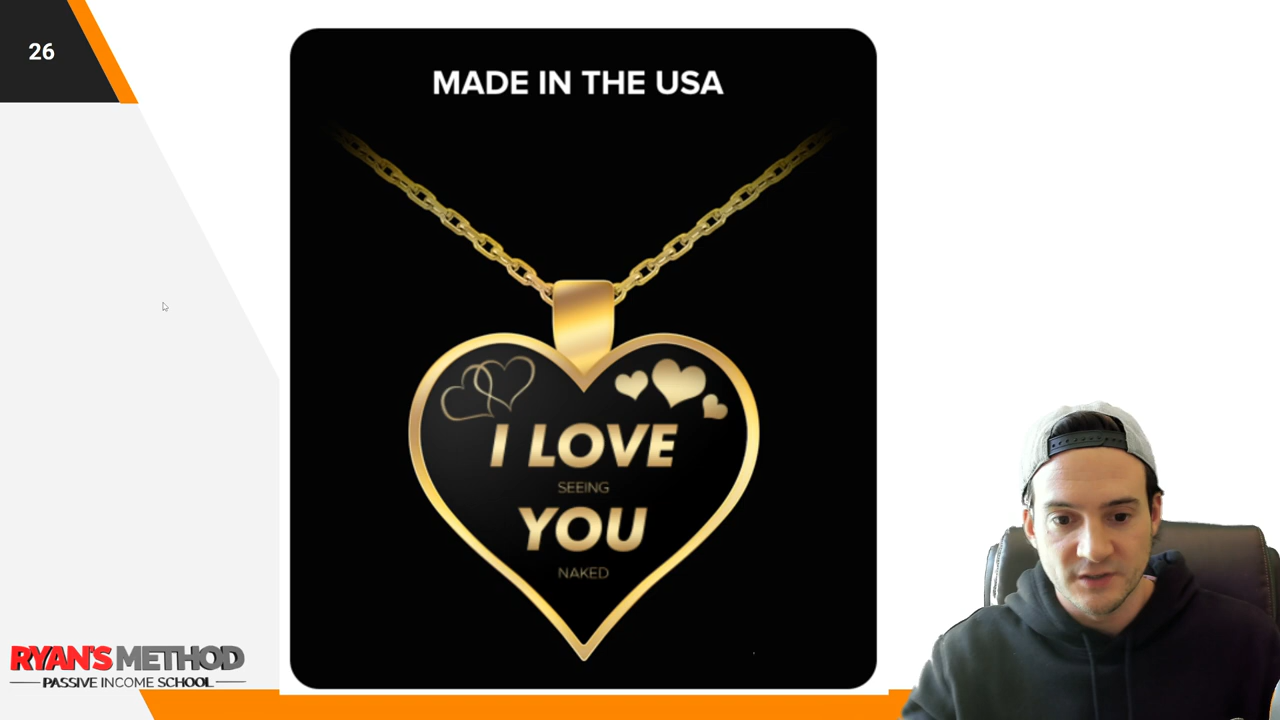 26
MADE IN THE USA
I LOVE
SEEING
YOU
NAKED
RYAN'S METHOD
PASSIVE INCOME SCHOOL